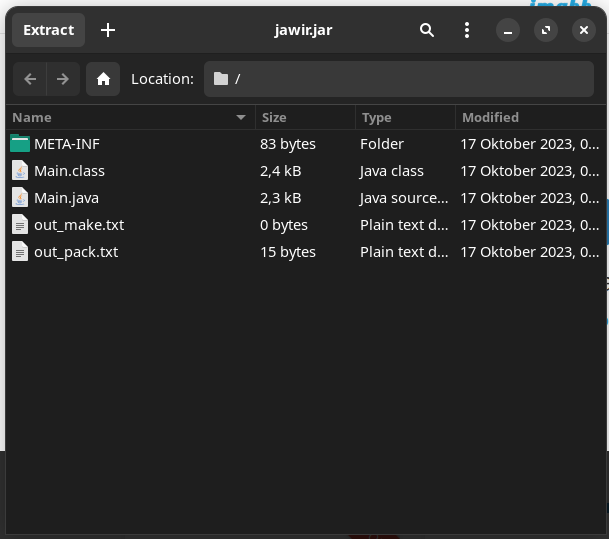 Extract
jawir.jar
Location: /
Name Size Type Modified
META-INF 83 bytes Folder 17 Oktober 2023, 0...
Main.class 2,4 kB Java class 17 Oktober 2023, 0...
Main.java 2,3 kB Java source... 17 Oktober 2023, 0...
out_make.txt 0 bytes Plain text d... 17 Oktober 2023, 0...
out_pack.txt 15 bytes Plain text d... 17 Oktober 2023, 0...